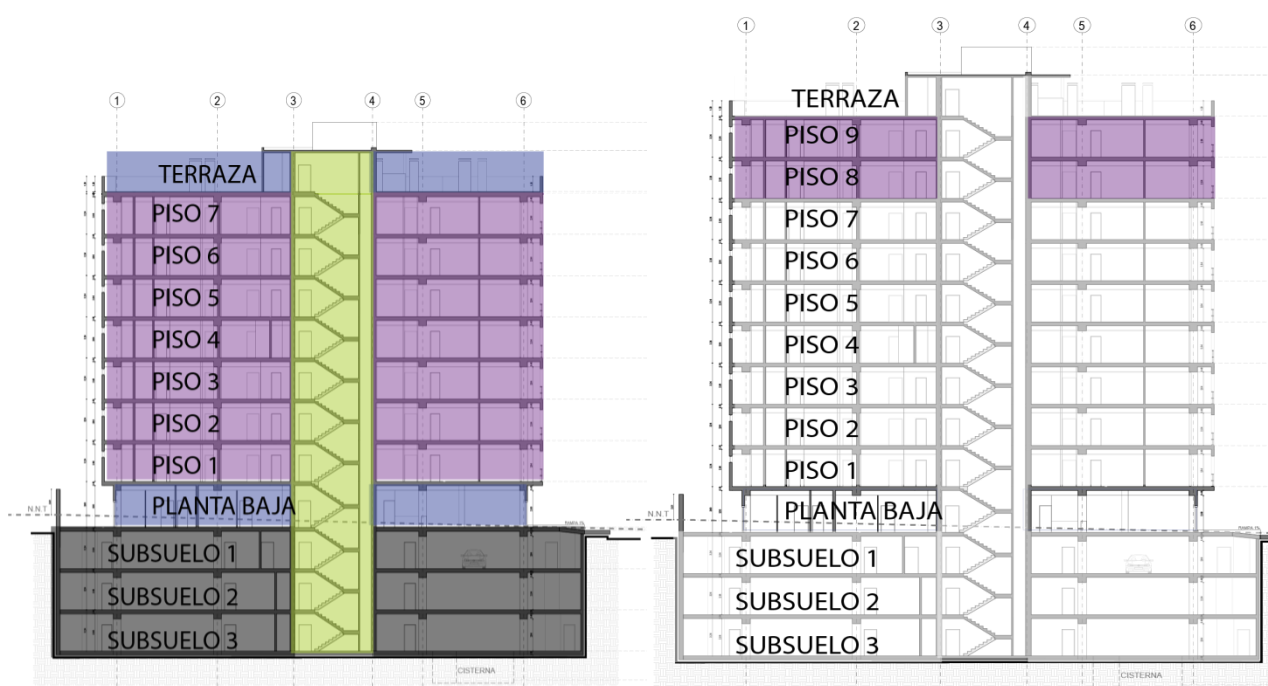 1 2 3 4 5 6
TERRAZA
PISO 7
PISO 6
PISO 5
PISO 4
PISO 3
PISO 2
PISO 1
PLANTA BAJA
N.N.T
SUBSUELO 1
SUBSUELO 2
SUBSUELO 3
CISTERNA
1 2 3 4 5 6
TERRAZA
PISO 9
PISO 8
PISO 7
PISO 6
PISO 5
PISO 4
PISO 3
PISO 2
PISO 1
PLANTA BAJA
N.N.T
SUBSUELO 1
SUBSUELO 2
SUBSUELO 3
CISTERNA